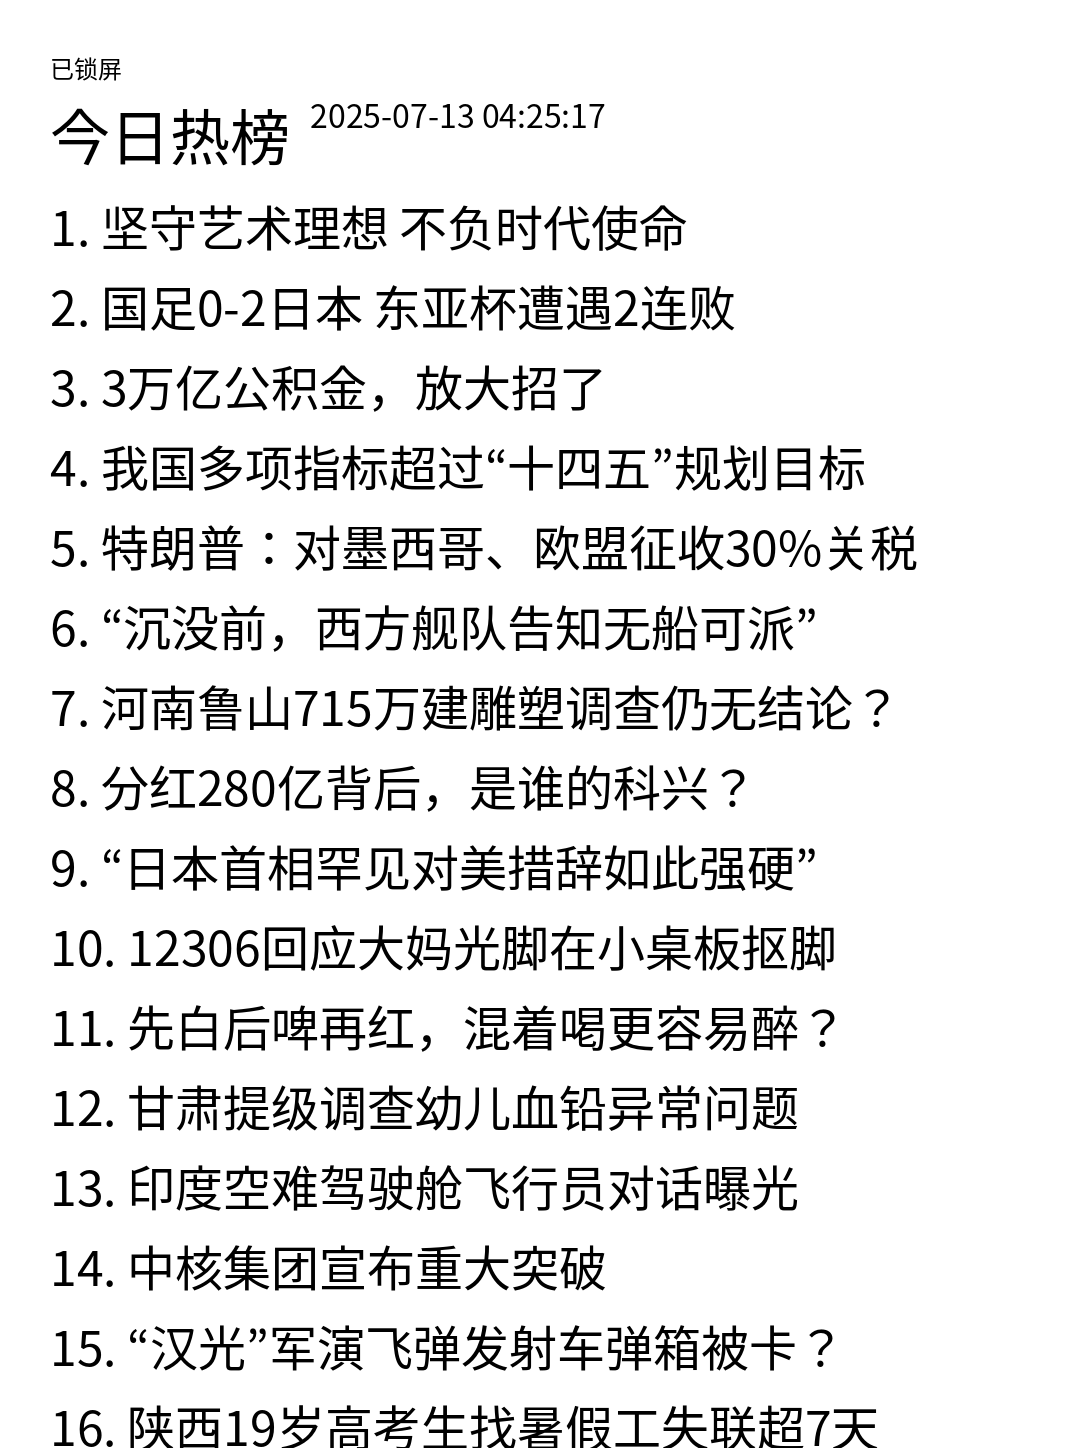 已锁屏
今日热榜 2025-07-13 04:25:17
1. 坚守艺术理想 不负时代使命
2. 国足0-2日本 东亚杯遭遇2连败
3. 3万亿公积金，放大招了
4. 我国多项指标超过“十四五”规划目标
5. 特朗普：对墨西哥、欧盟征收30%关税
6. “沉没前，西方舰队告知无船可派”
7. 河南鲁山715万建雕塑调查仍无结论？
8. 分红280亿背后，是谁的科兴？
9. “日本首相罕见对美措辞如此强硬”
10. 12306回应大妈光脚在小桌板抠脚
11. 先白后啤再红，混着喝更容易醉？
12. 甘肃提级调查幼儿血铅异常问题
13. 印度空难驾驶舱飞行员对话曝光
14. 中核集团宣布重大突破
15. “汉光”军演飞弹发射车弹箱被卡？
16. 陕西19岁高考生找暑假工失联超7天